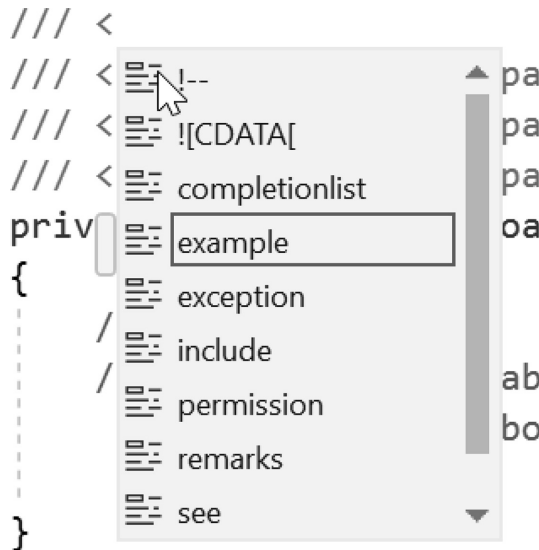 /// <
/// < !-- pa
/// < ![CDATA[ pa
/// < completionlist pa
priv example oa
{ exception
/ include
/ permission ab
remarks bo
see
}